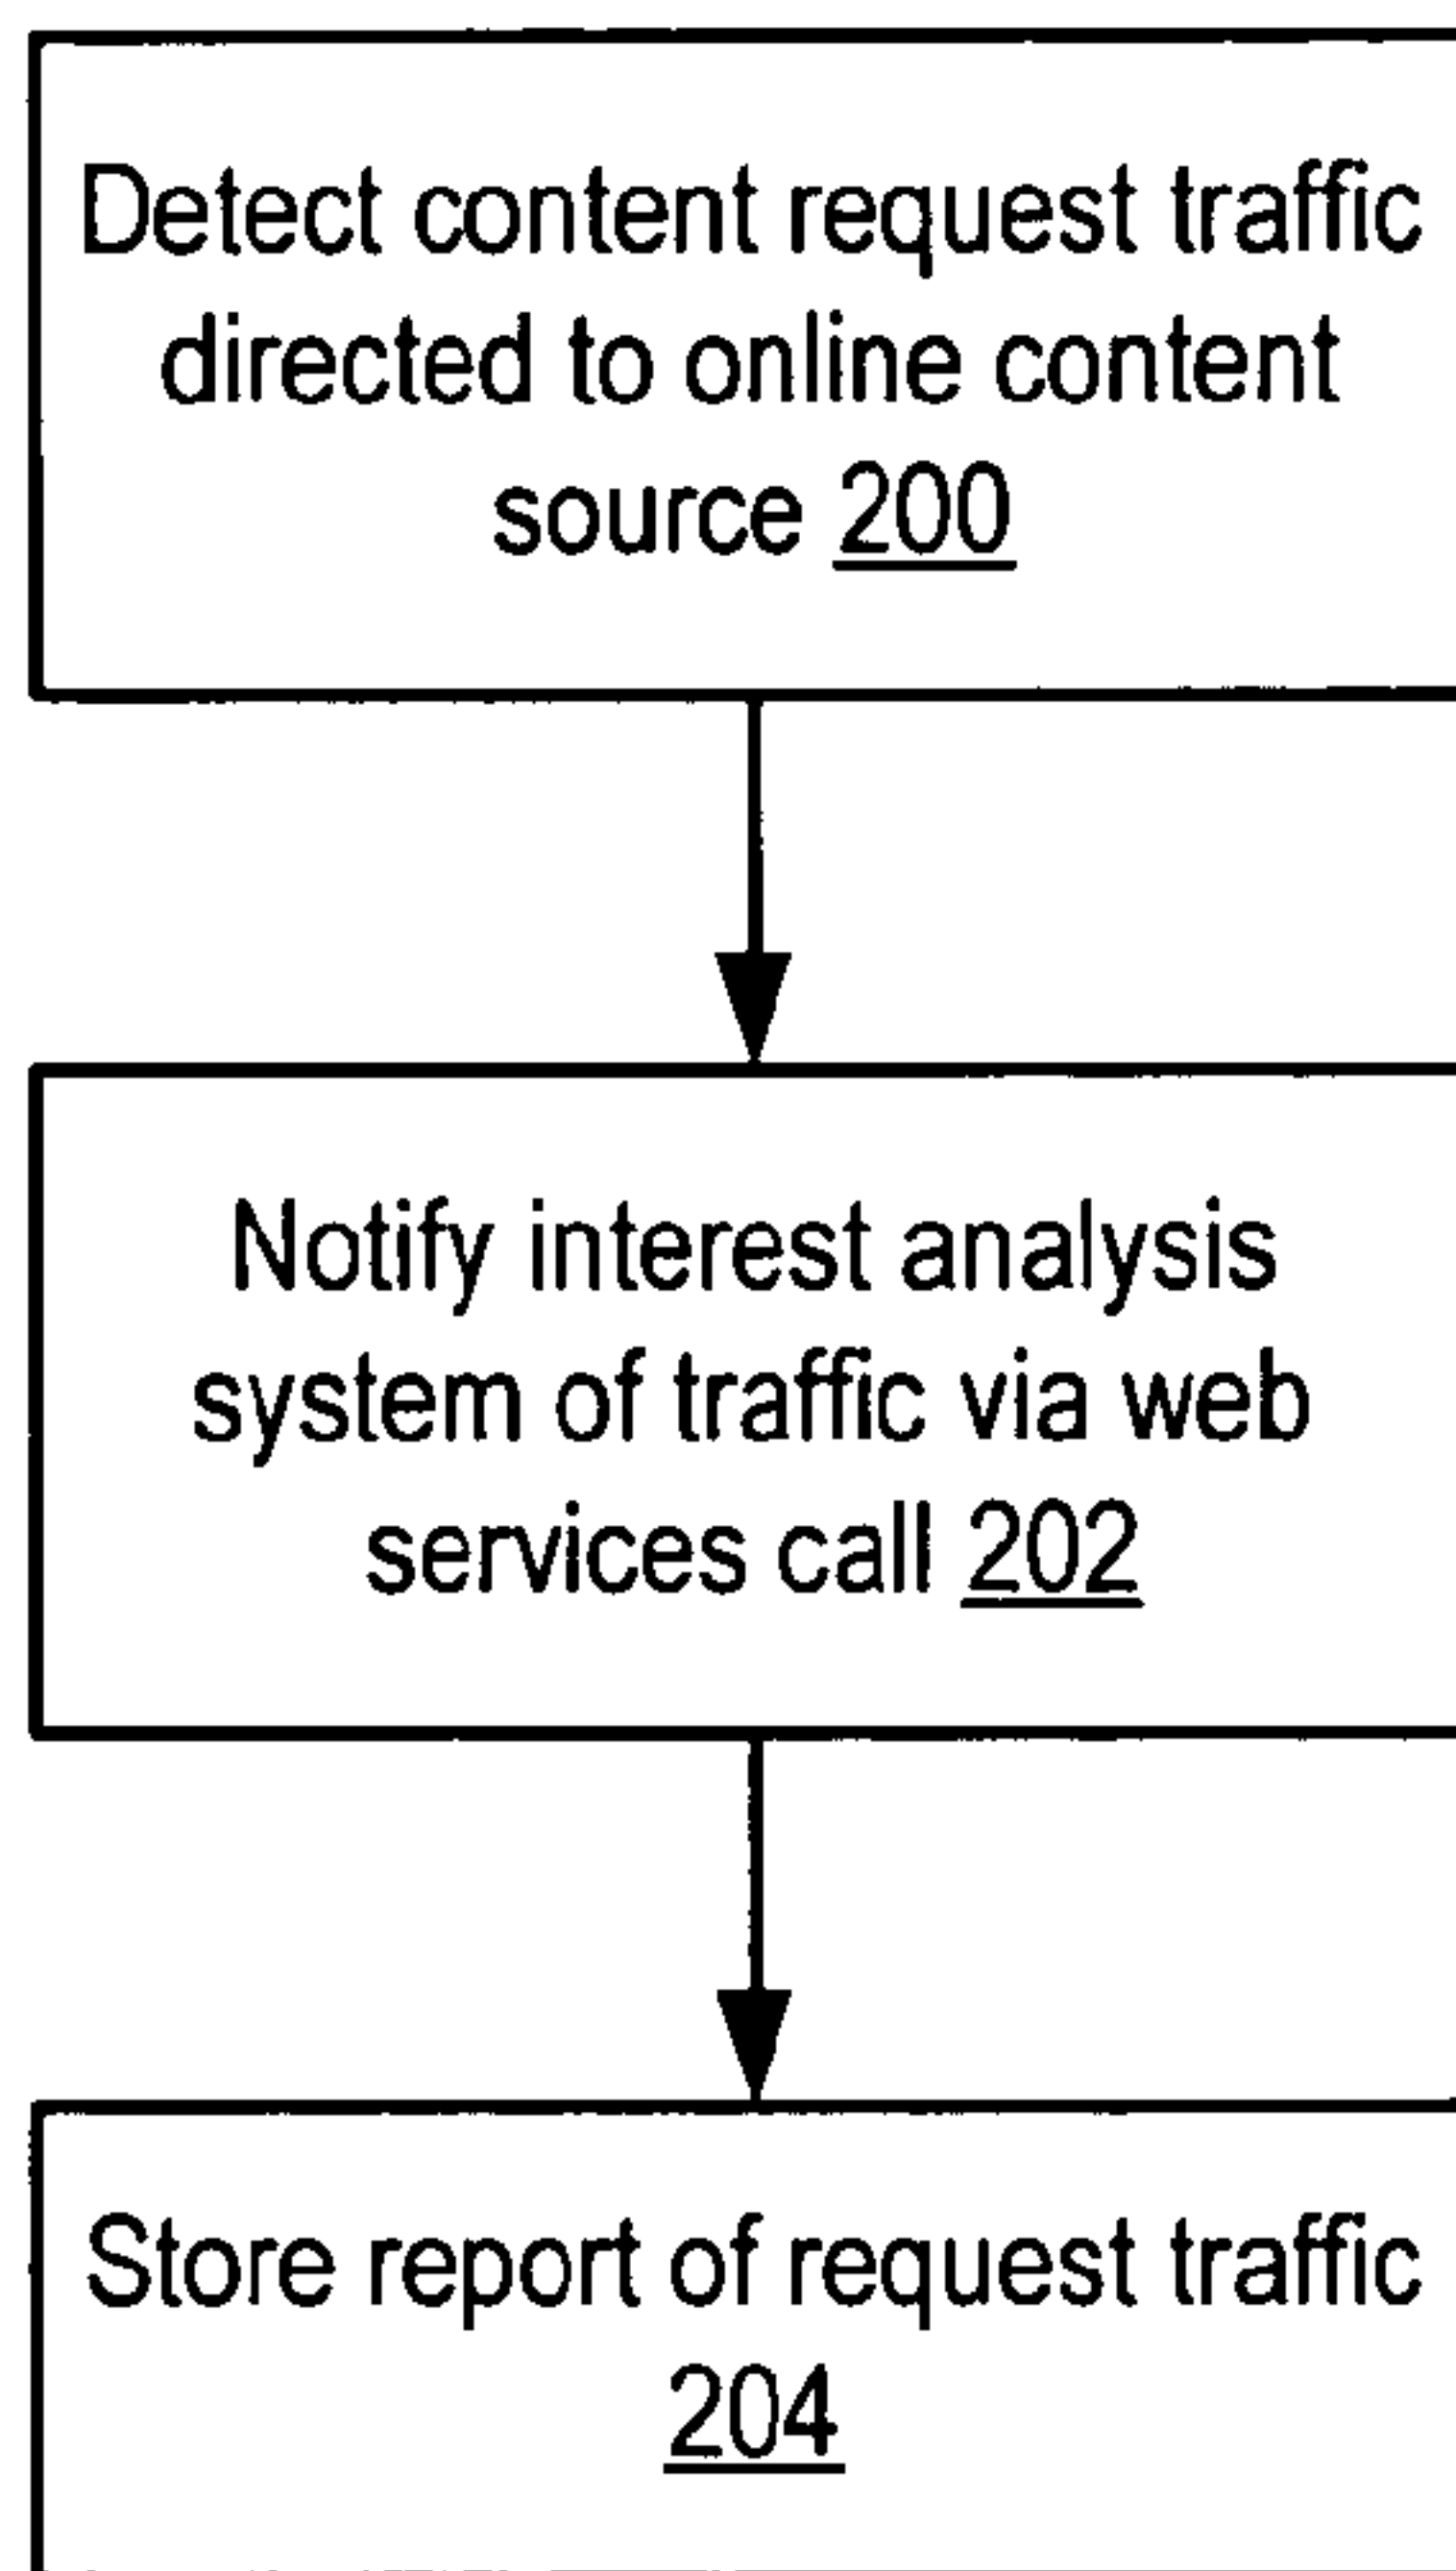 Detect content request traffic
directed to online content
source 200
Notify interest analysis
system of traffic via web
services call 202
Store report of request traffic
204